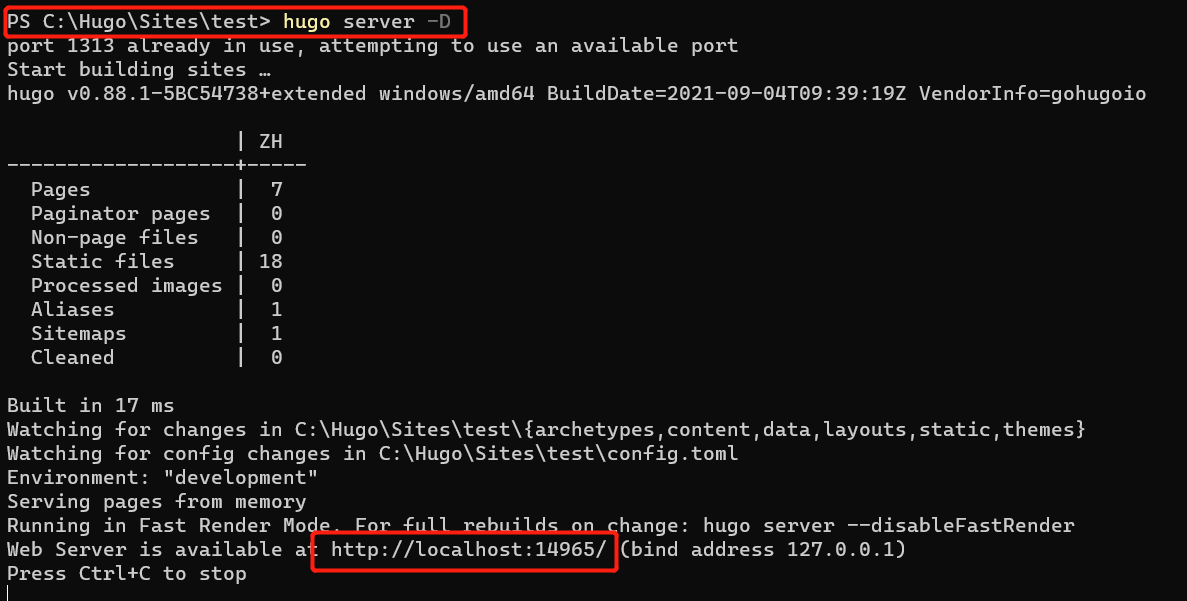 PS C:\Hugo\Sites\test> hugo server -D
port 1313 already in use, attempting to use an available port
Start building sites …
hugo v0.88.1-5BC54738+extended windows/amd64 BuildDate=2021-09-04T09:39:19Z VendorInfo=gohugoio
| ZH
-------------------+-----
Pages | 7
Paginator pages | 0
Non-page files | 0
Static files | 18
Processed images | 0
Aliases | 1
Sitemaps | 1
Cleaned | 0
Built in 17 ms
Watching for changes in C:\Hugo\Sites\test\{archetypes,content,data,layouts,static,themes}
Watching for config changes in C:\Hugo\Sites\test\config.toml
Environment: "development"
Serving pages from memory
Running in Fast Render Mode. For full rebuilds on change: hugo server --disableFastRender
Web Server is available at http://localhost:14965/ (bind address 127.0.0.1)
Press Ctrl+C to stop